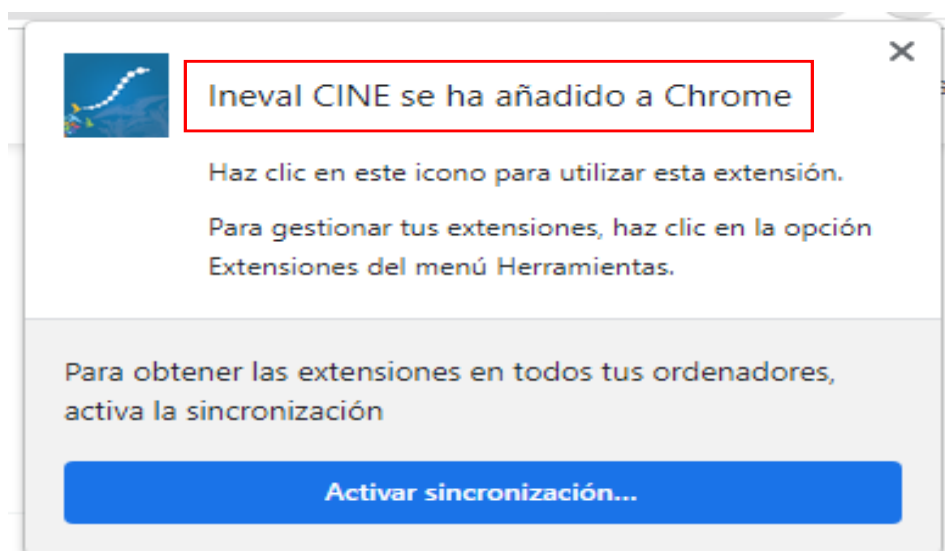 Ineval CINE se ha añadido a Chrome
Haz clic en este icono para utilizar esta extensión.
Para gestionar tus extensiones, haz clic en la opción
Extensiones del menú Herramientas.
Para obtener las extensiones en todos tus ordenadores,
activa la sincronización
Activar sincronización...